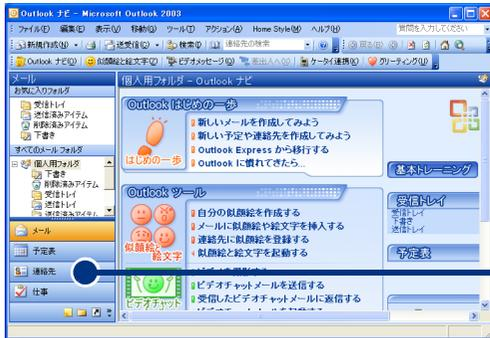 Outlook ナビ - Microsoft Outlook 2003
ファイル(F) 編集(E) 表示(V) 移動(G) ツール(T) アクション(A) Home Style(M) ヘルプ(H) 質問を入力してください
新規作成(N) 送受信(C) 検索(I) 連絡先の検索 戻る(B)
Outlook ナビ(O) 似顔絵と絵文字(Z) ビデオメッセージ(Q) 差出人へ(X) ケータイ連携(K) グリーティング(U)
メール
個人用フォルダ - Outlook ナビ
お気に入りフォルダ
受信トレイ
送信済みアイテム
削除済みアイテム
下書き
すべてのメール フォルダ
個人用フォルダ
下書き
削除済みアイテム
受信トレイ
送信トレイ
送信済みアイテム
メール
予定表
連絡先
仕事
Outlook はじめの一歩
はじめの一歩
新しいメールを作成してみよう
新しい予定や連絡先を作成してみよう
Outlook Express から移行する
Outlook に慣れてきたら...
Outlook ツール
似顔絵と
絵文字
自分の似顔絵を作成する
メールに似顔絵や絵文字を挿入する
連絡先に似顔絵を登録する
似顔絵と絵文字を起動する
ビデオチャット
ビデオチャットメールを送信する
受信したビデオチャットメールに返信する
基本トレーニング
受信トレイ
受信トレイ
下書き
送信トレイ
予定表